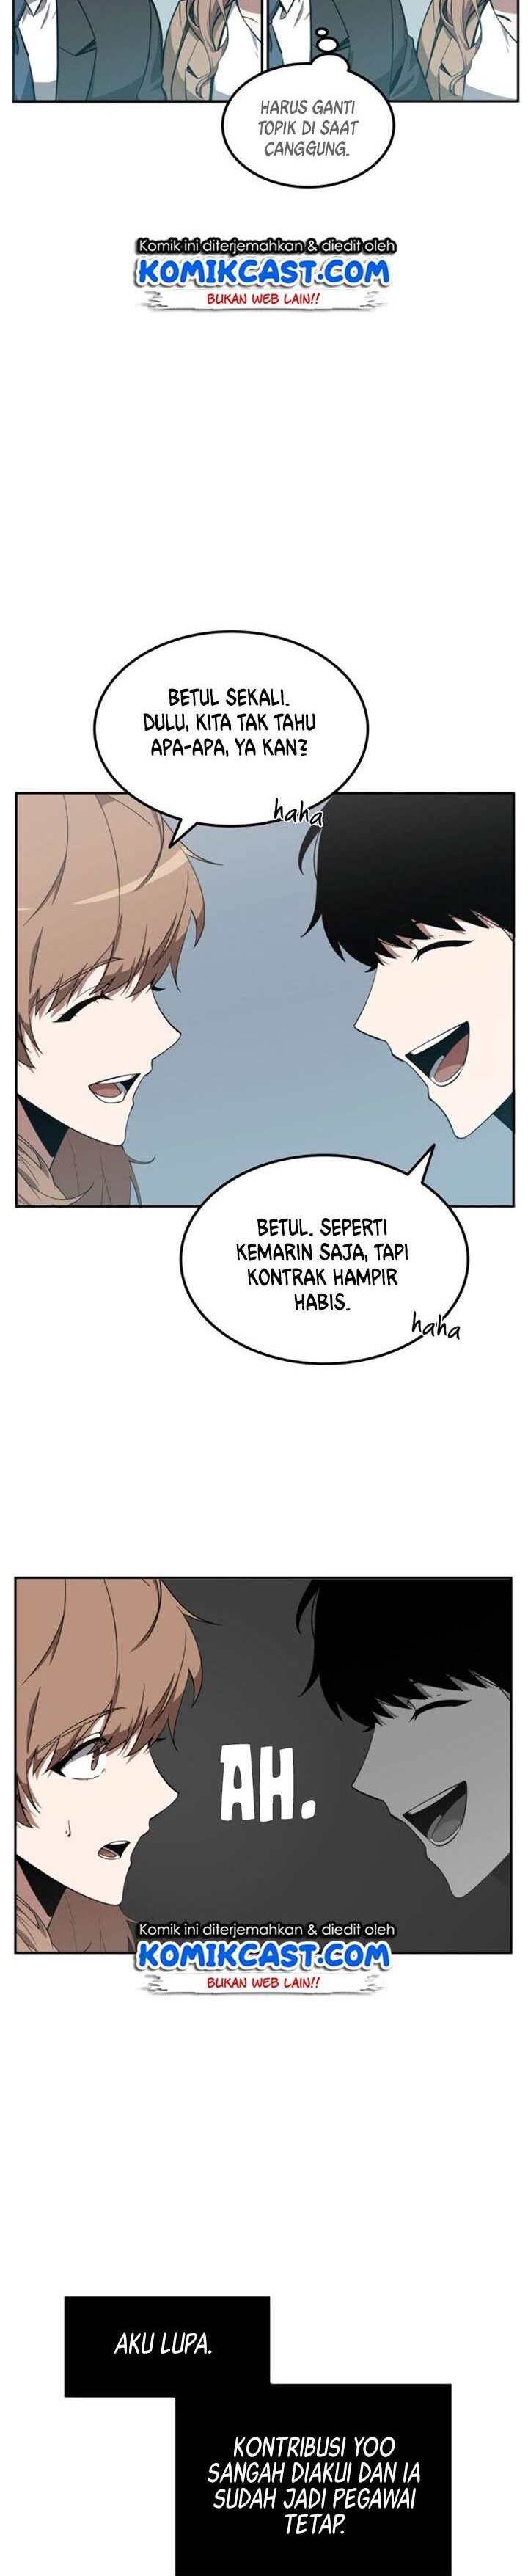 HARUS GANTI
TOPIK DI SAAT
CANGGUNG.
Komik ini diterjemahkan & diedit oleh
KOMIKCAST.COM
BUKAN WEB LAIN!!
BETUL SEKALI.
DULU, KITA TAK TAHU
APA-APA, YA KAN?
haha
BETUL. SEPERTI
KEMARIN SAJA, TAPI
KONTRAK HAMPIR
HABIS.
haha
AH.
Komik ini diterjemahkan & diedit oleh
KOMIKCAST.COM
BUKAN WEB LAIN!!
AKU LUPA.
KONTRIBUSI YOO
SANGAH DIAKUI DAN IA
SUDAH JADI PEGAWAI
TETAP.